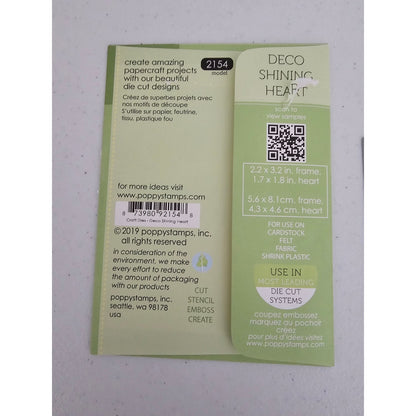 create amazing
papercraft projects
with our beautiful
die cut designs
2154
model
Créez de superbes projets avec
nos motifs de découpe
S'utilise sur papier, feutrine,
tissu, plastique fou
for more ideas visit
www.poppystamps.com
8 73980 92154 8
Craft Dies - Deco Shining Heart
©2019 poppystamps, inc.
all rights reserved
in consideration of the
environment, we make
every effort to reduce
the amount of packaging
with our products
poppystamps, inc.
seattle, wa 98178
usa
CUT
STENCIL
EMBOSS
CREATE
DECO
SHINING
HEART
scan to
view samples
2.2 x 3.2 in. frame,
1.7 x 1.8 in. heart
5.6 x 8.1cm. frame,
4.3 x 4.6 cm. heart
FOR USE ON
CARDSTOCK
FELT
FABRIC
SHRINK PLASTIC
USE IN
MOST LEADING
DIE CUT
SYSTEMS
coupez embossez
marquez au pochoir
créez
pour plus d'idées visitez
www.poppystamps.com